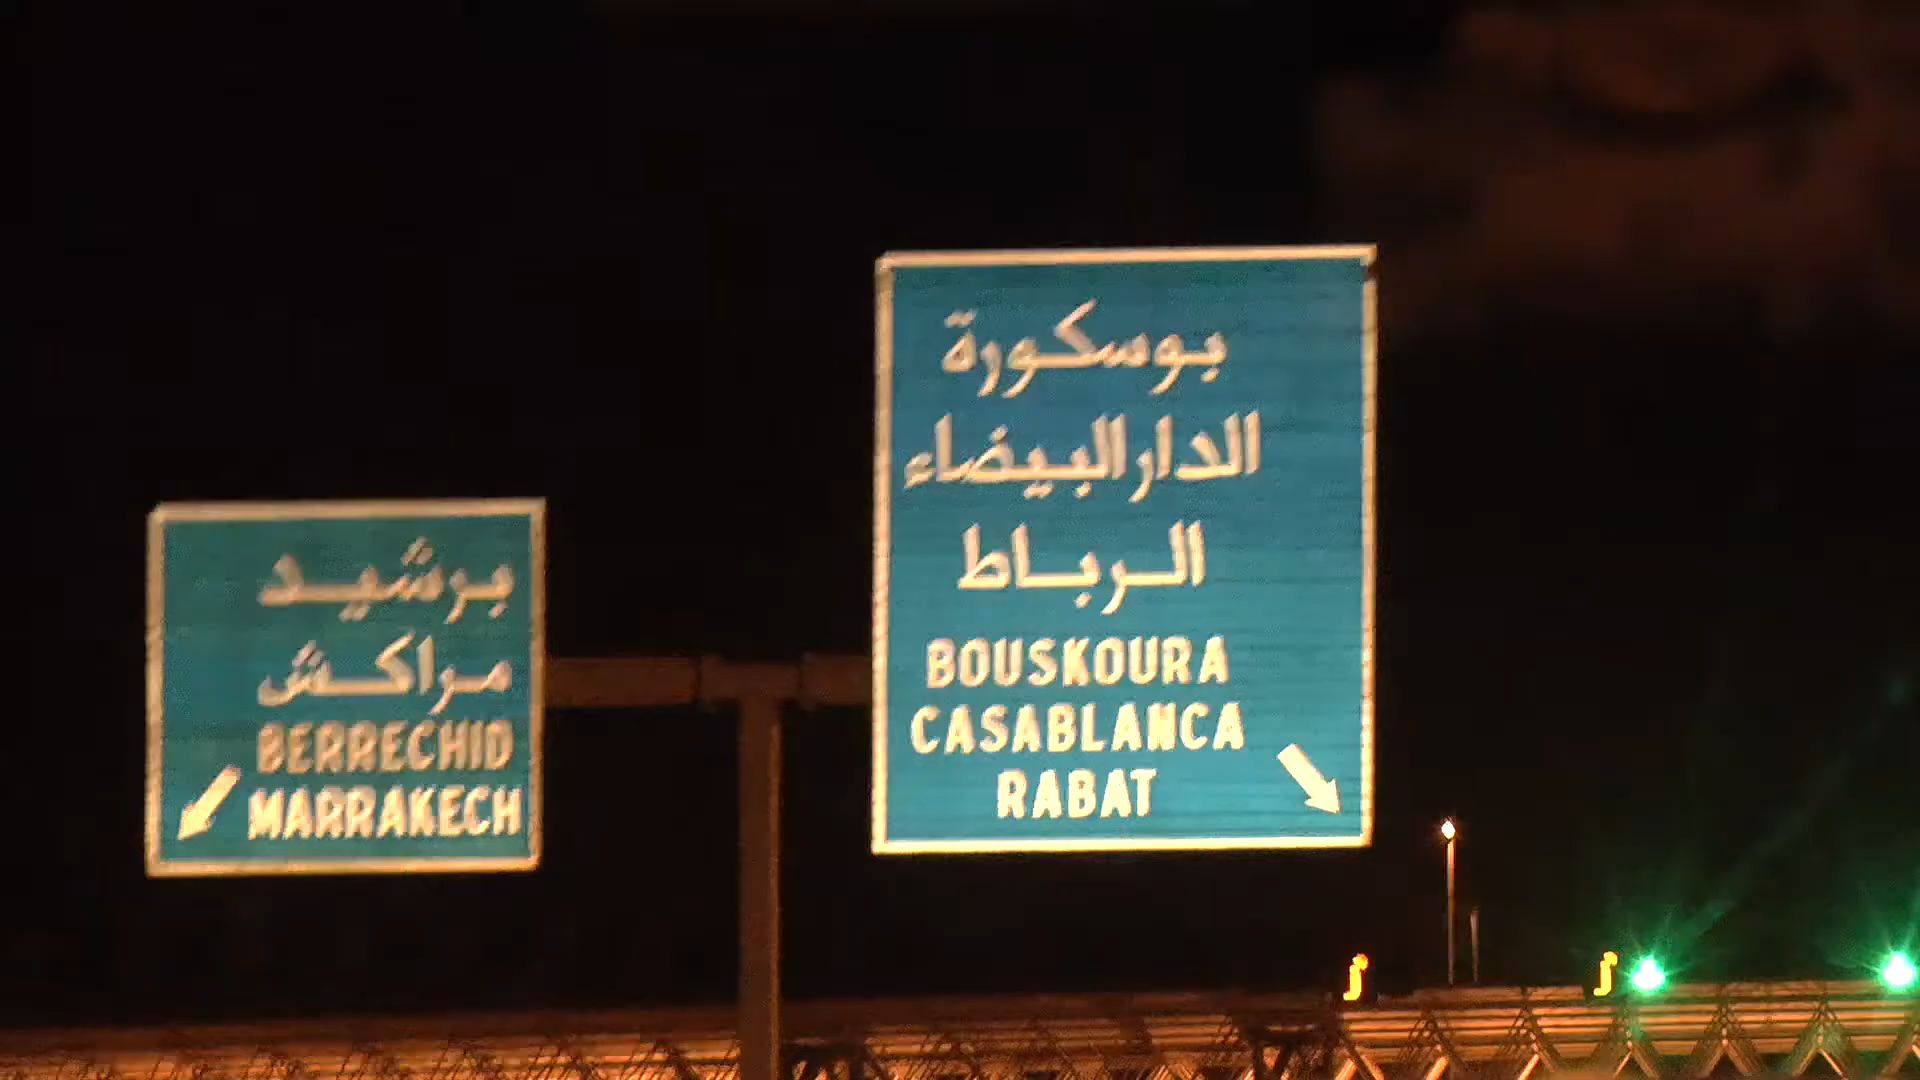 برشيد
مراكش
BERRECHID
MARRAKECH
بوسكورة
الدار البيضاء
الرباط
BOUSKOURA
CASABLANCA
RABAT